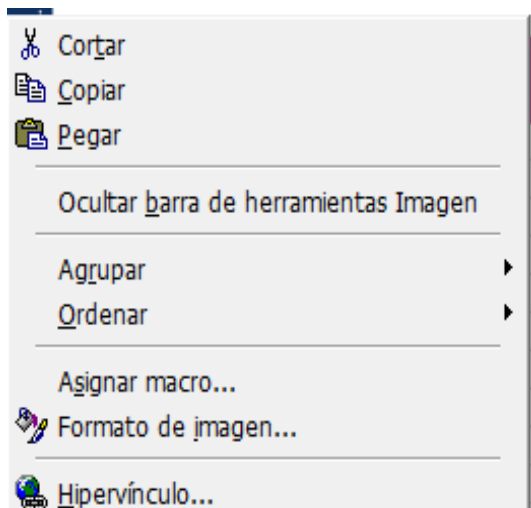 Cortar
Copiar
Pegar
Ocultar barra de herramientas Imagen
Agrupar
Ordenar
Asignar macro...
Formato de imagen...
Hipervínculo...